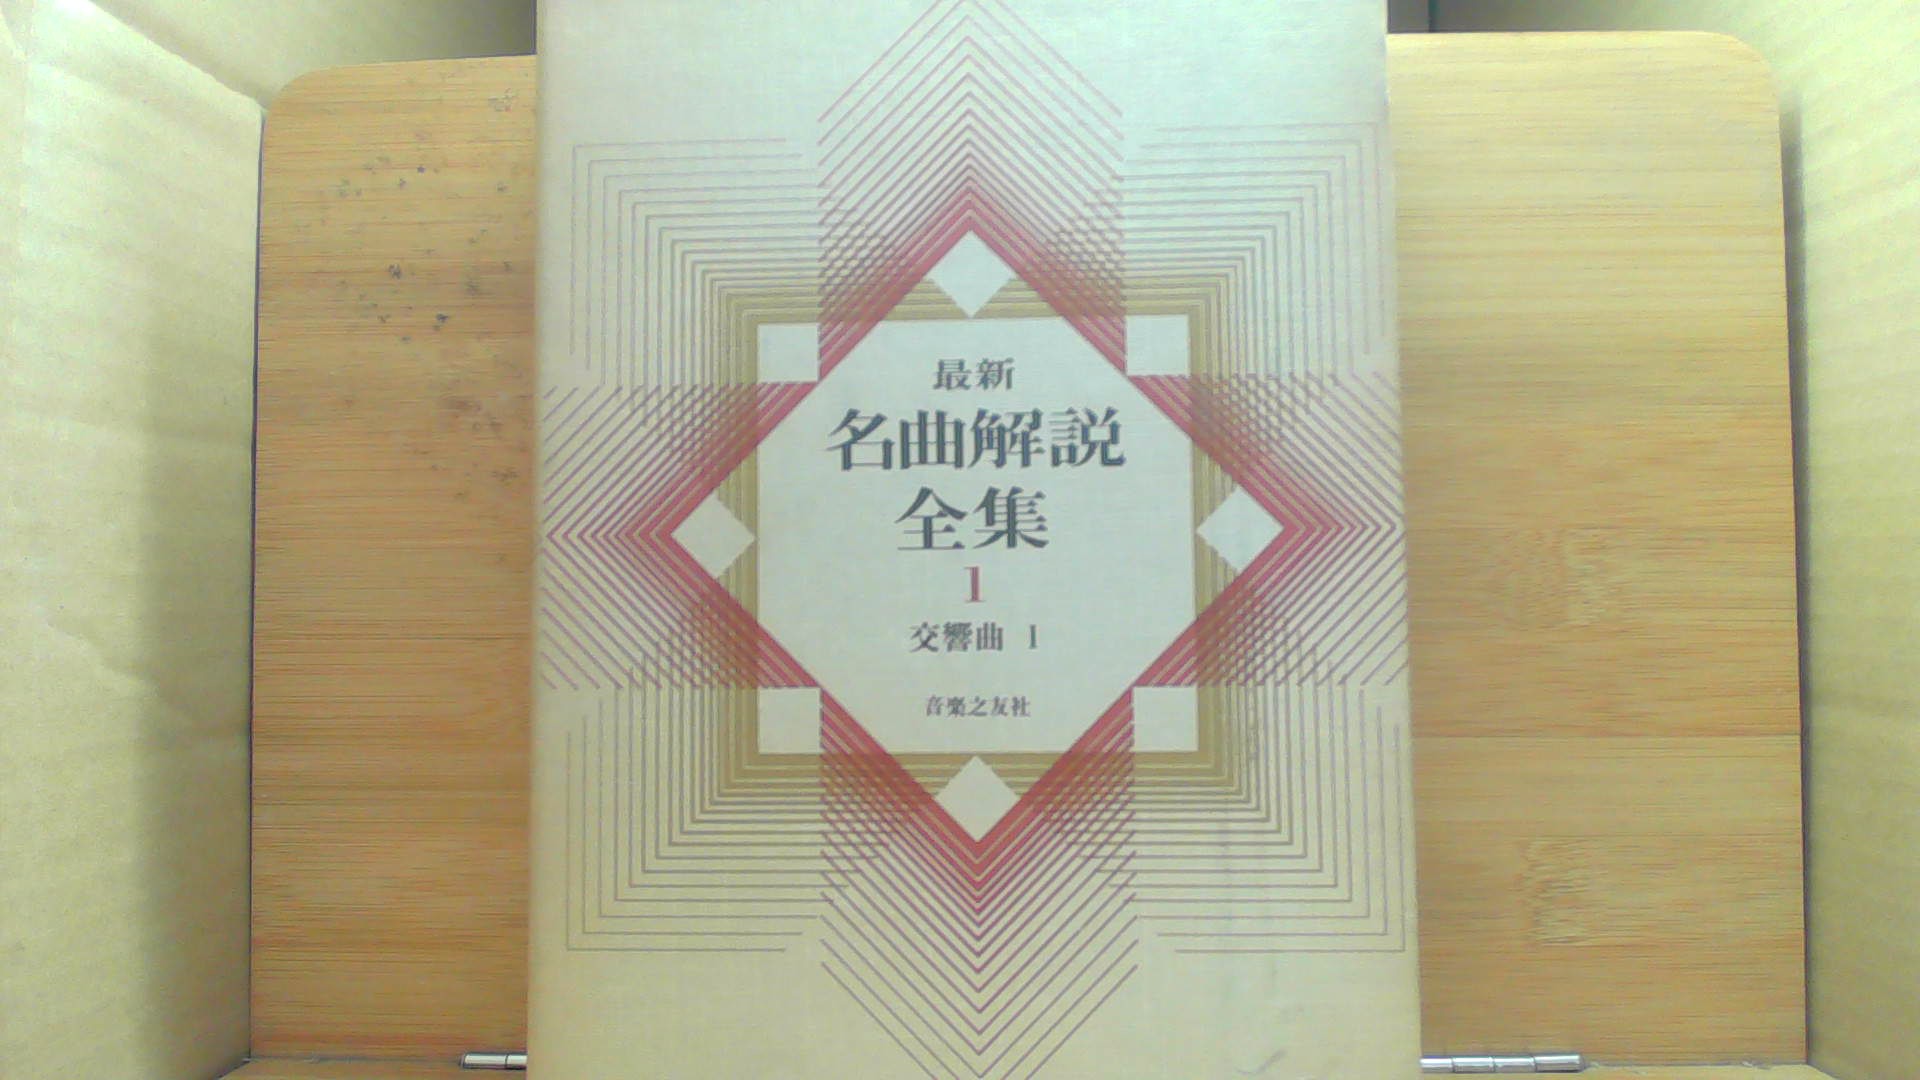 最新
名曲解説
全集
1
交響曲 I
音楽之友社